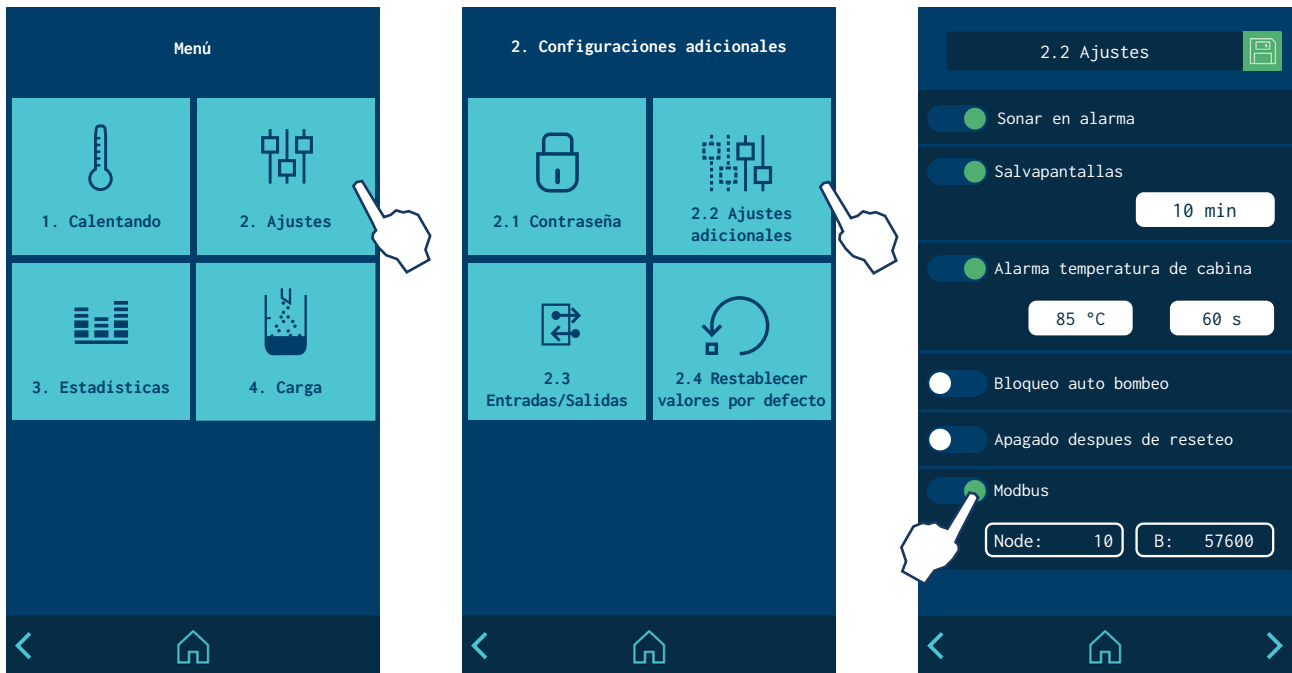 Menú
1. Calentando
2. Ajustes
3. Estadísticas
4. Carga
2. Configuraciones adicionales
2.1 Contraseña
2.2 Ajustes
adicionales
2.3
Entradas/Salidas
2.4 Restablecer
valores por defecto
2.2 Ajustes
Sonar en alarma
Salvapantallas
10 min
Alarma temperatura de cabina
85 °C
60 s
Bloqueo auto bombeo
Apagado despues de reseteo
Modbus
Node: 10
B: 57600